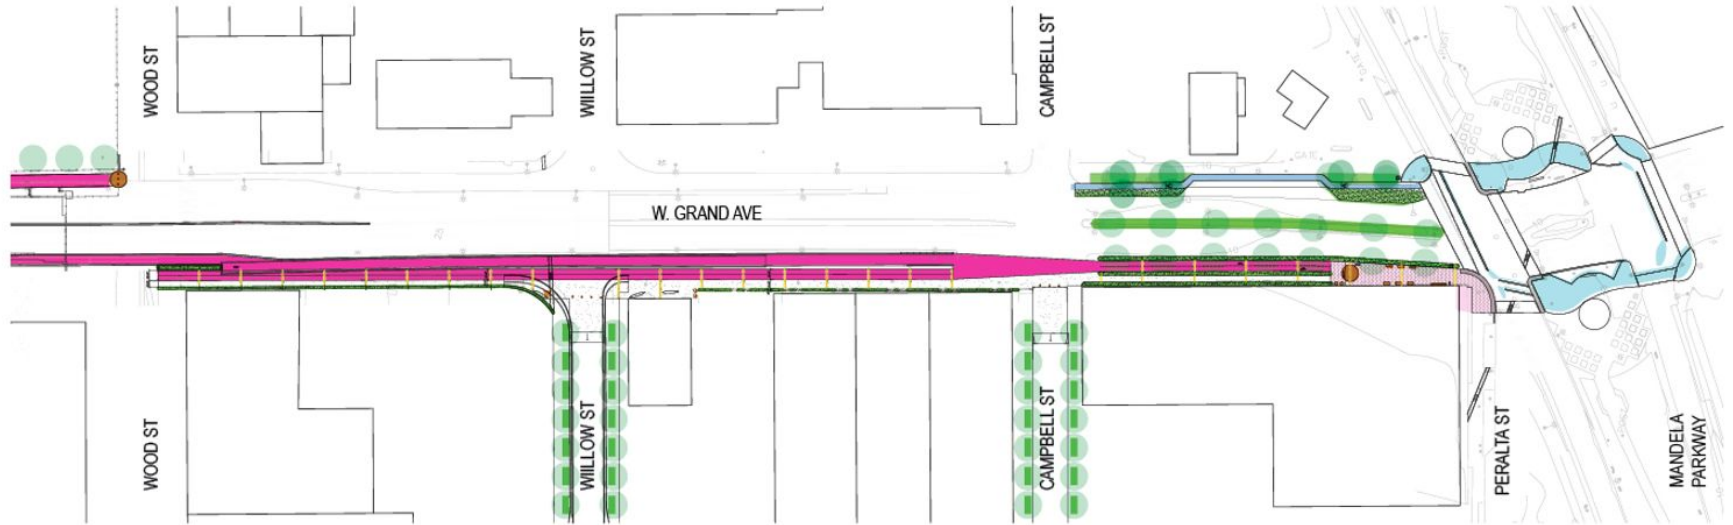 WOOD ST
WIILLOW ST
CAMPBELL ST
W. GRAND AVE
WOOD ST
WIILLOW ST
CAMPBELL ST
PERALTA ST
MANDELA
PARKWAY